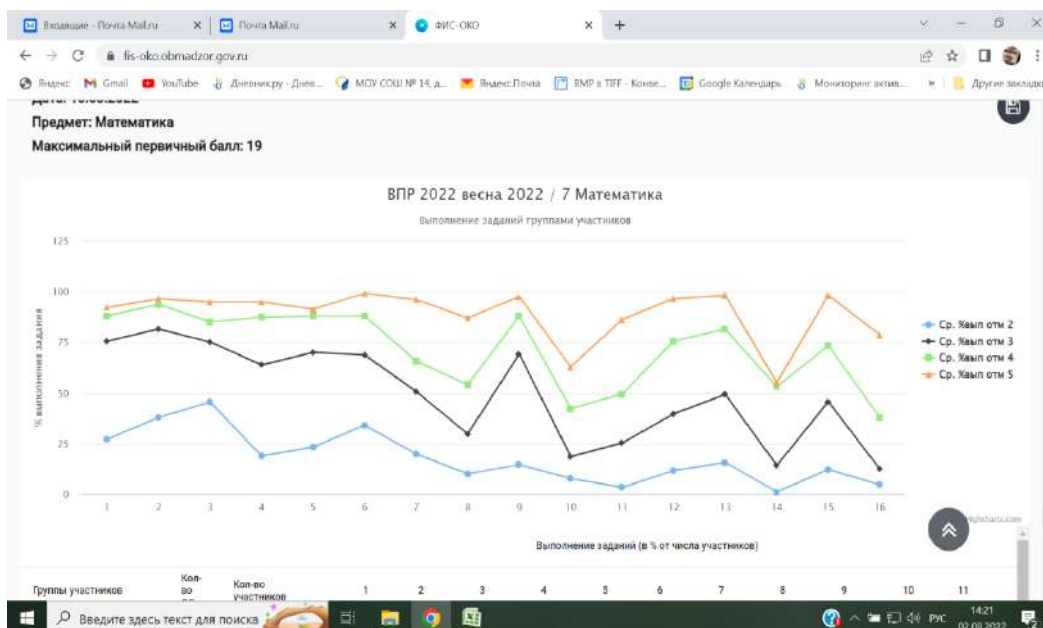 Входящие - Почта Mail.ru
Почта Mail.ru
ФИС-ОКО
fis-oko.obrnadzor.gov.ru
Яндекс Gmail YouTube Дневник.ру - Днев... МОУ СОШ № 14, д... Яндекс.Почта BMP в TIFF - Конве... Google Календарь Мониторинг актив... » Другие закладки
Предмет: Математика
Максимальный первичный балл: 19
ВПР 2022 весна 2022 / 7 Математика
Выполнение заданий группами участников
% выполнения задания
125
100
75
50
25
0
1 2 3 4 5 6 7 8 9 10 11 12 13 14 15 16
Ср. %вып отм 2
Ср. %вып отм 3
Ср. %вып отм 4
Ср. %вып отм 5
Highcharts.com
Выполнение заданий (в % от числа участников)
Группы участников Кол-во Кол-во участников 1 2 3 4 5 6 7 8 9 10 11
Введите здесь текст для поиска
РУС
14:21
02.08.2022
2